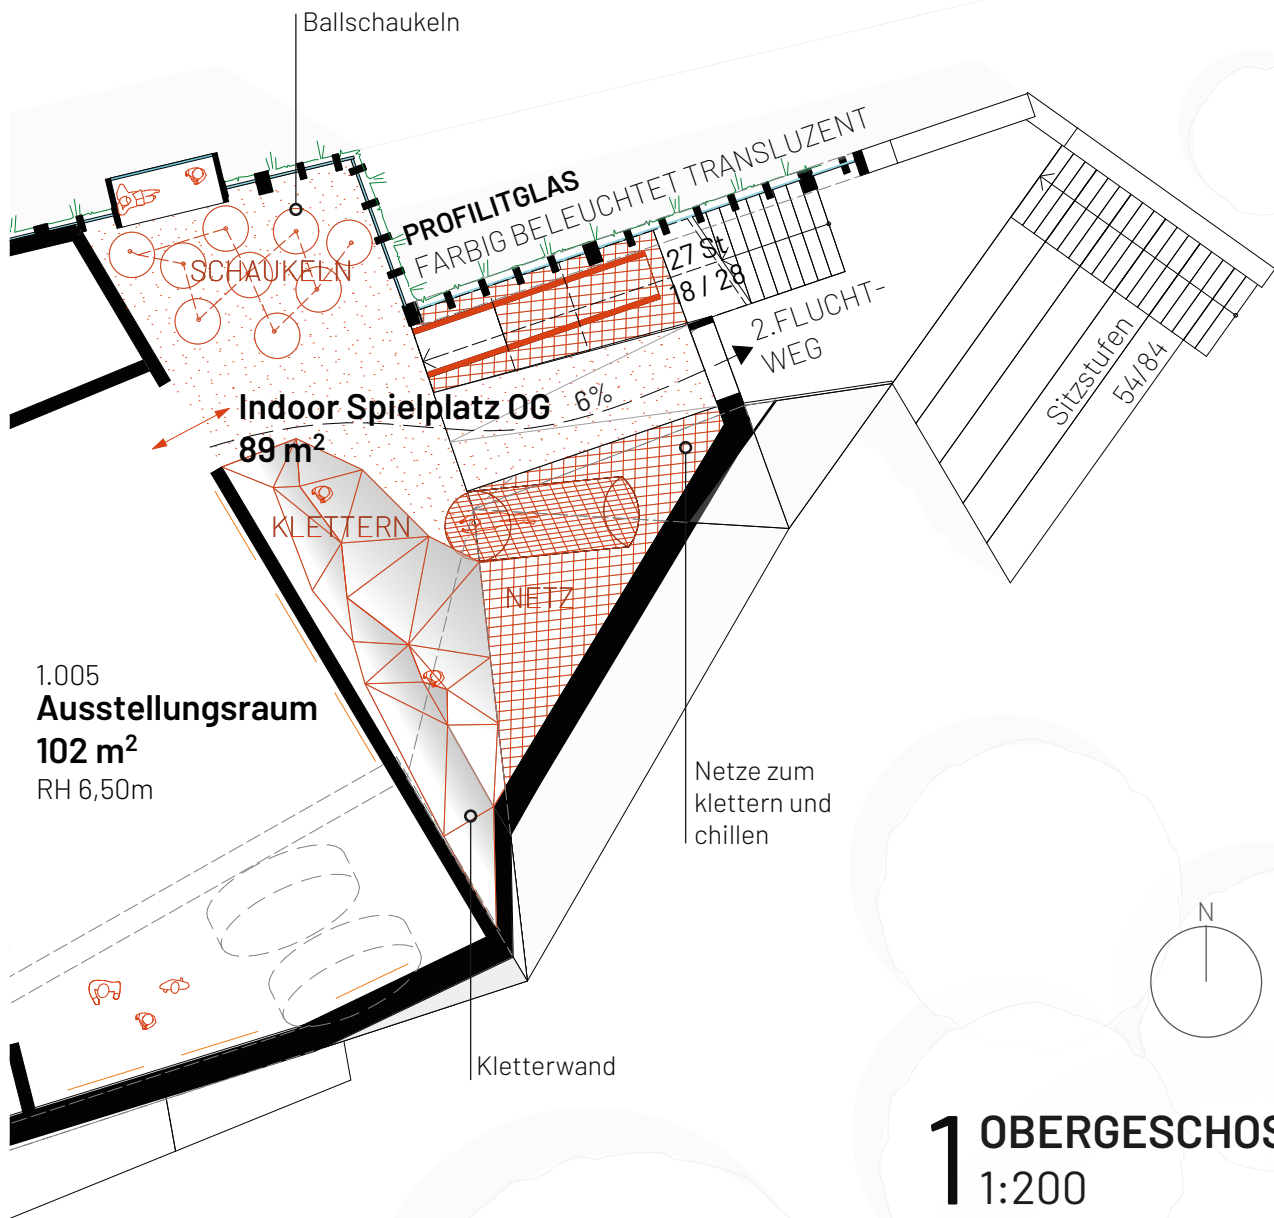 Ballschaukeln
PROFILITGLAS
FARBIG BELEUCHTET TRANSLUZENT
SCHAUKELN
27 St
18 / 28
2.FLUCHT-
WEG
Sitzstufen
54/84
6%
Indoor Spielplatz OG
89 m²
KLETTERN
NETZ
1.005
Ausstellungsraum
102 m²
RH 6,50m
Netze zum
klettern und
chillen
N
Kletterwand
1 OBERGESCHOS
1:200